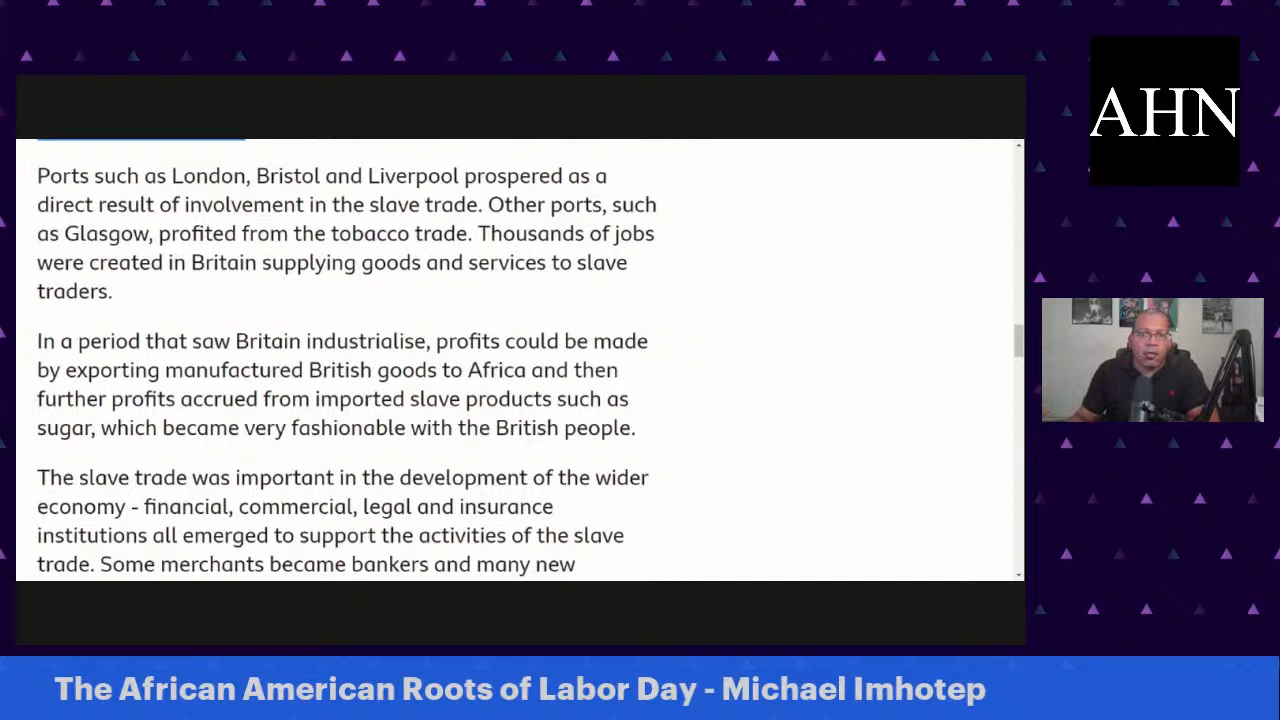 AHN
Ports such as London, Bristol and Liverpool prospered as a
direct result of involvement in the slave trade. Other ports, such
as Glasgow, profited from the tobacco trade. Thousands of jobs
were created in Britain supplying goods and services to slave
traders.
In a period that saw Britain industrialise, profits could be made
by exporting manufactured British goods to Africa and then
further profits accrued from imported slave products such as
sugar, which became very fashionable with the British people.
The slave trade was important in the development of the wider
economy - financial, commercial, legal and insurance
institutions all emerged to support the activities of the slave
trade. Some merchants became bankers and many new
The African American Roots of Labor Day - Michael Imhotep